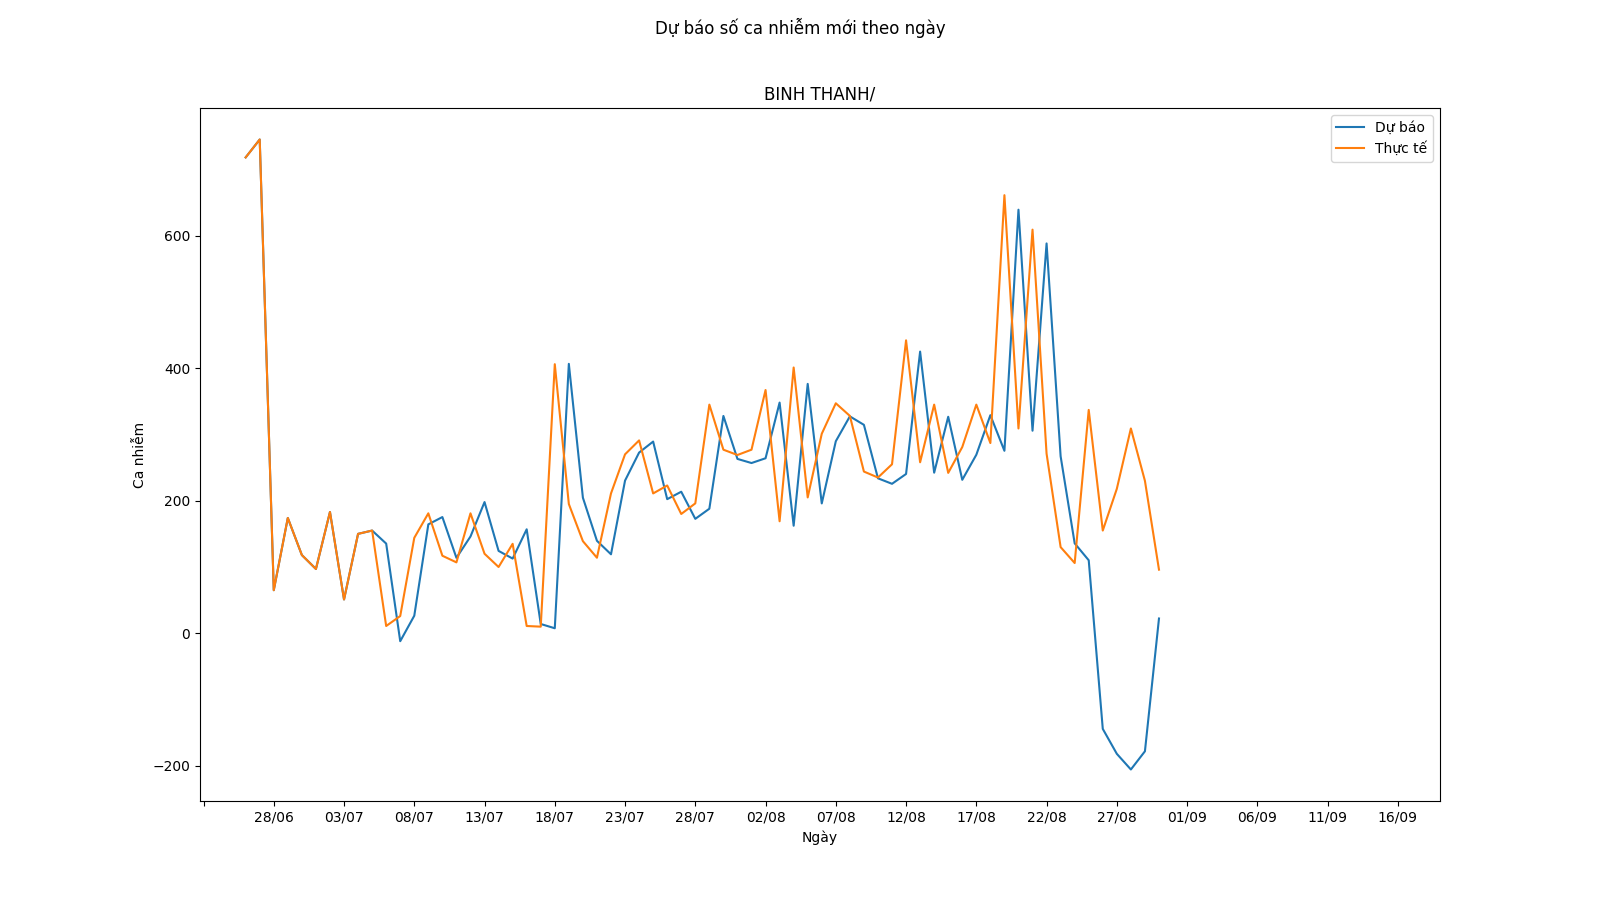 Dự báo số ca nhiễm mới theo ngày
BINH THANH/
Dự báo
Thực tế
600
400
200
0
−200
Ca nhiễm
28/06 03/07 08/07 13/07 18/07 23/07 28/07 02/08 07/08 12/08 17/08 22/08 27/08 01/09 06/09 11/09 16/09
Ngày